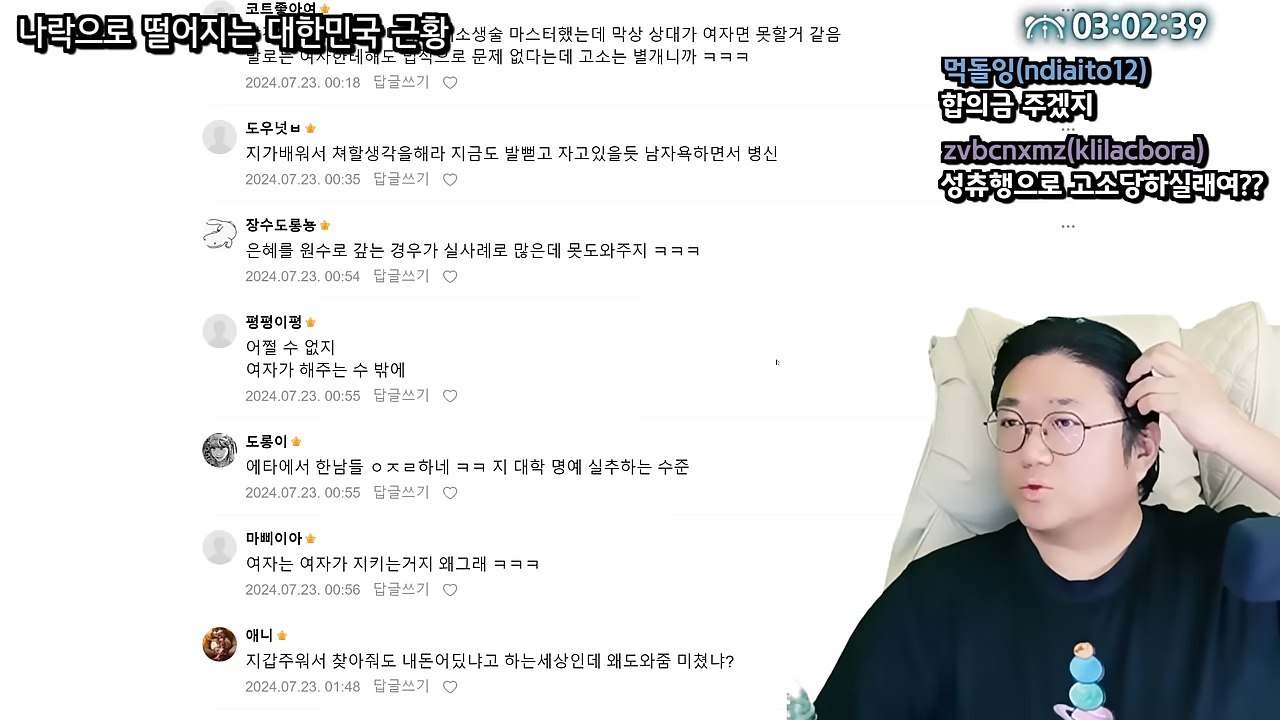 나락으로 떨어지는 대한민국 근황
03:02:39
먹돌잉(ndiaito12)
합의금 주겠지
zvbcnxmz(klilacbora)
성츄행으로 고소당하실래여??
코트좋아여
소생술 마스터했는데 막상 상대가 여자면 못할거 같음
말로는 여자한테해도 법적으로 문제 없다는데 고소는 별개니까 ㅋㅋㅋ
2024.07.23. 00:18 답글쓰기
도우넛ㅂ
지가배워서 쳐할생각을해라 지금도 발뻗고 자고있을듯 남자욕하면서 병신
2024.07.23. 00:35 답글쓰기
장수도롱뇽
은혜를 원수로 갚는 경우가 실사례로 많은데 못도와주지 ㅋㅋㅋ
2024.07.23. 00:54 답글쓰기
평평이평
어쩔 수 없지
여자가 해주는 수 밖에
2024.07.23. 00:55 답글쓰기
도롱이
에타에서 한남들 ㅇㅈㄹ하네 ㅋㅋ 지 대학 명예 실추하는 수준
2024.07.23. 00:55 답글쓰기
마삐이아
여자는 여자가 지키는거지 왜그래 ㅋㅋㅋ
2024.07.23. 00:56 답글쓰기
애니
지갑주워서 찾아줘도 내돈어딨냐고 하는세상인데 왜도와줌 미쳤냐?
2024.07.23. 01:48 답글쓰기